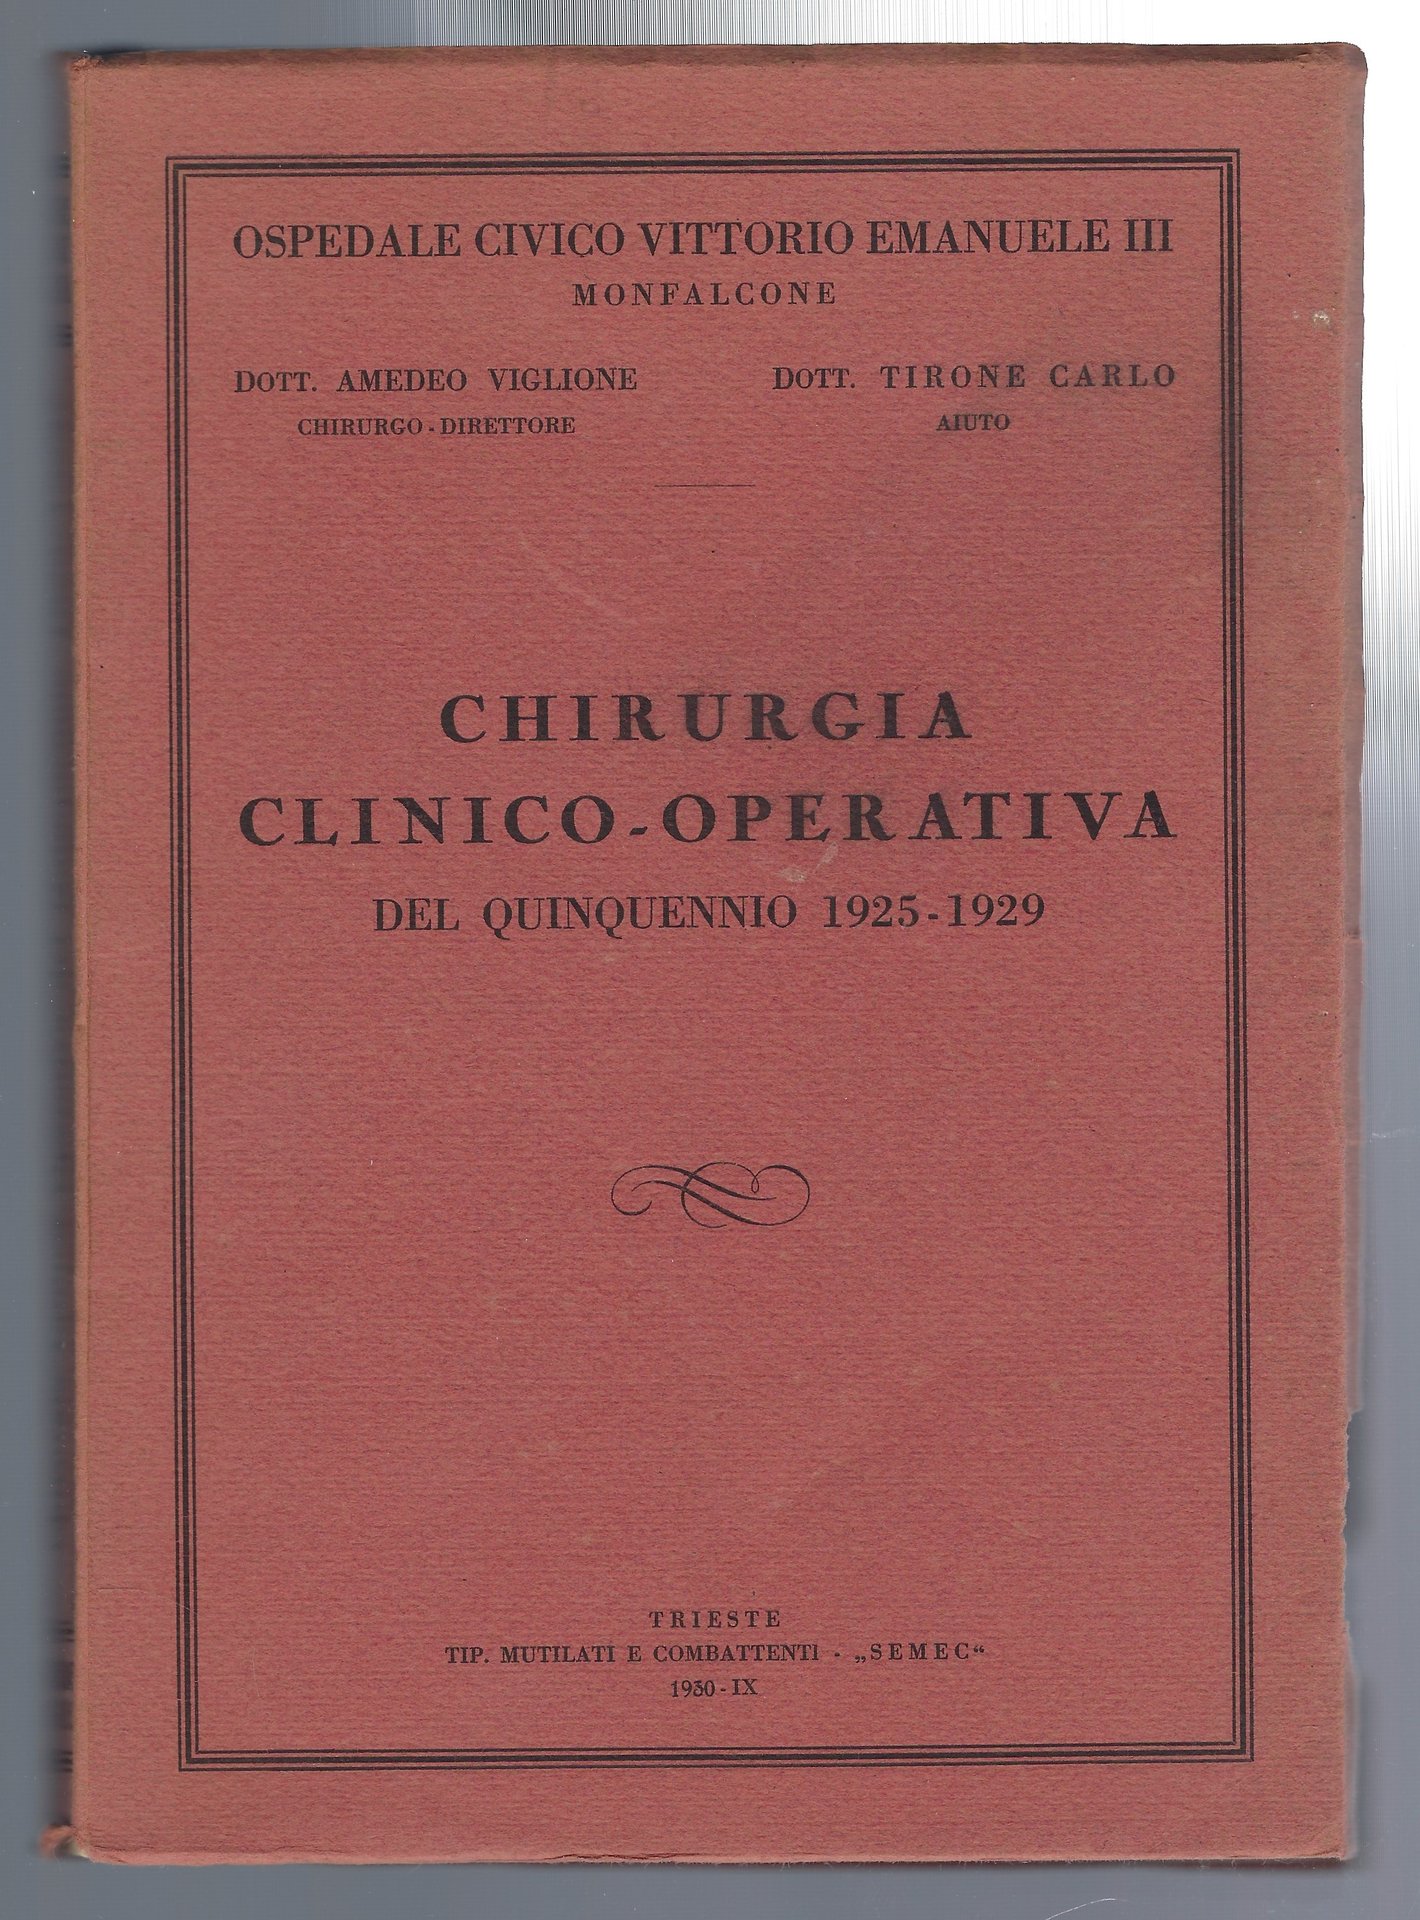 OSPEDALE CIVICO VITTORIO EMANUELE III
MONFALCONE
DOTT. AMEDEO VIGLIONE
CHIRURGO - DIRETTORE
DOTT. TIRONE CARLO
AIUTO
CHIRURGIA
CLINICO - OPERATIVA
DEL QUINQUENNIO 1925 - 1929
TRIESTE
TIP. MUTILATI E COMBATTENTI - „SEMEC“
1930 - IX